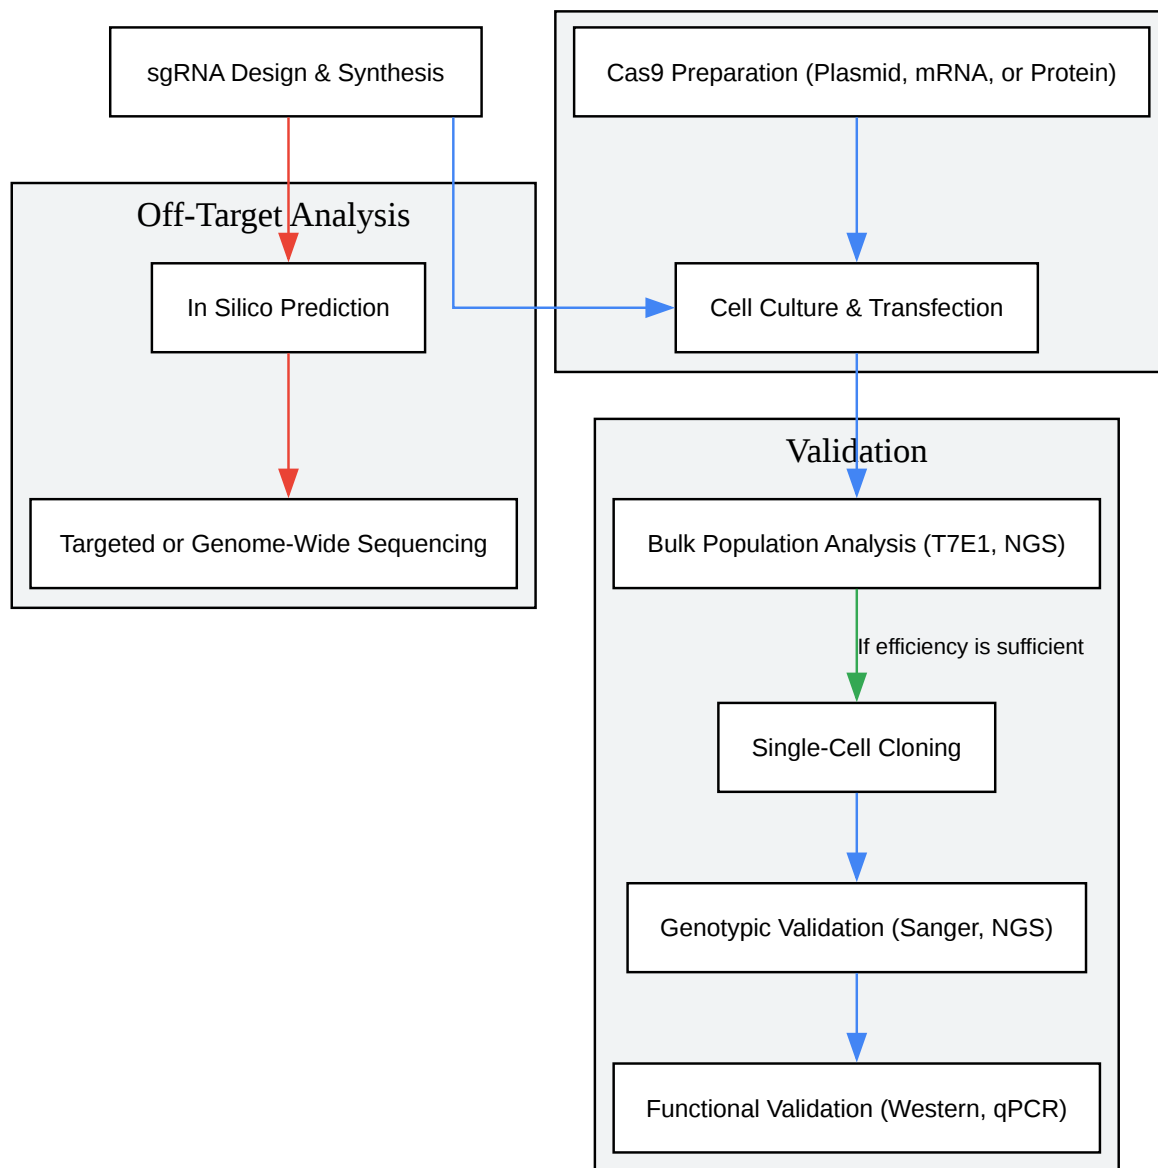 sgRNA Design & Synthesis
Cas9 Preparation (Plasmid, mRNA, or Protein)
Off-Target Analysis
In Silico Prediction
Cell Culture & Transfection
Validation
Targeted or Genome-Wide Sequencing
Bulk Population Analysis (T7E1, NGS)
If efficiency is sufficient
Single-Cell Cloning
Genotypic Validation (Sanger, NGS)
Functional Validation (Western, qPCR)